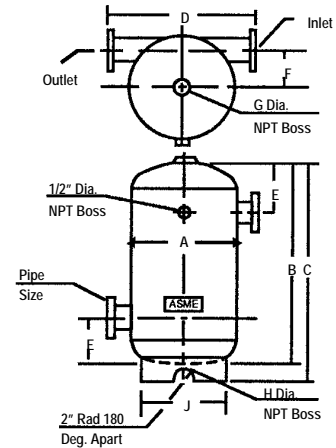 D
Inlet
Outlet
F
G Dia.
NPT Boss
1/2" Dia.
NPT Boss
E
A
B
C
Pipe
Size
ASME
E
H Dia.
NPT Boss
J
2" Rad 180
Deg. Apart